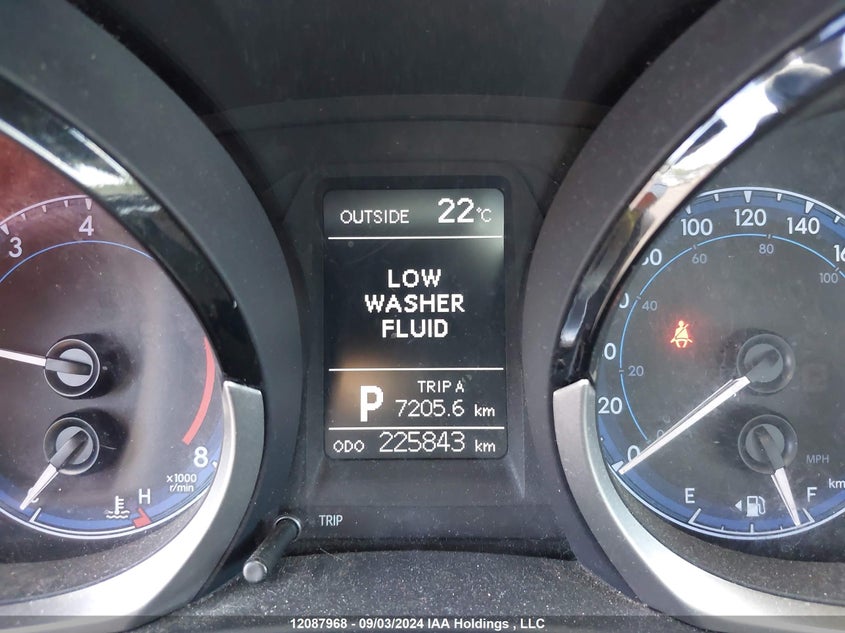 OUTSIDE 22°C
LOW
WASHER
FLUID
P TRIP A
7205.6 km
ODO 225843 km
TRIP
3 4
8
x1000
r/min
H
100 120 140
60 80 100
40
20
20
0
MPH
km
E F
12087968 - 09/03/2024 IAA Holdings , LLC